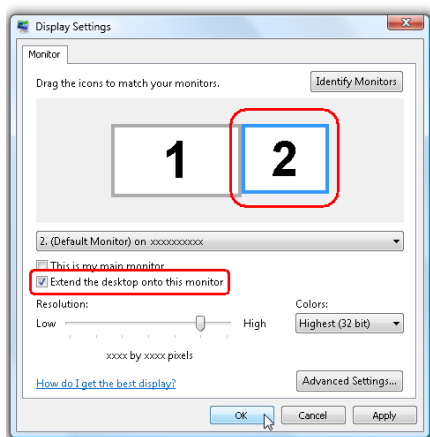 Display Settings
Monitor
Drag the icons to match your monitors.
Identify Monitors
1
2
2. (Default Monitor) on xxxxxxxxxx
This is my main monitor
Extend the desktop onto this monitor
Resolution:
Colors:
Low
High
Highest (32 bit)
xxxx by xxxx pixels
How do I get the best display?
Advanced Settings...
OK
Cancel
Apply